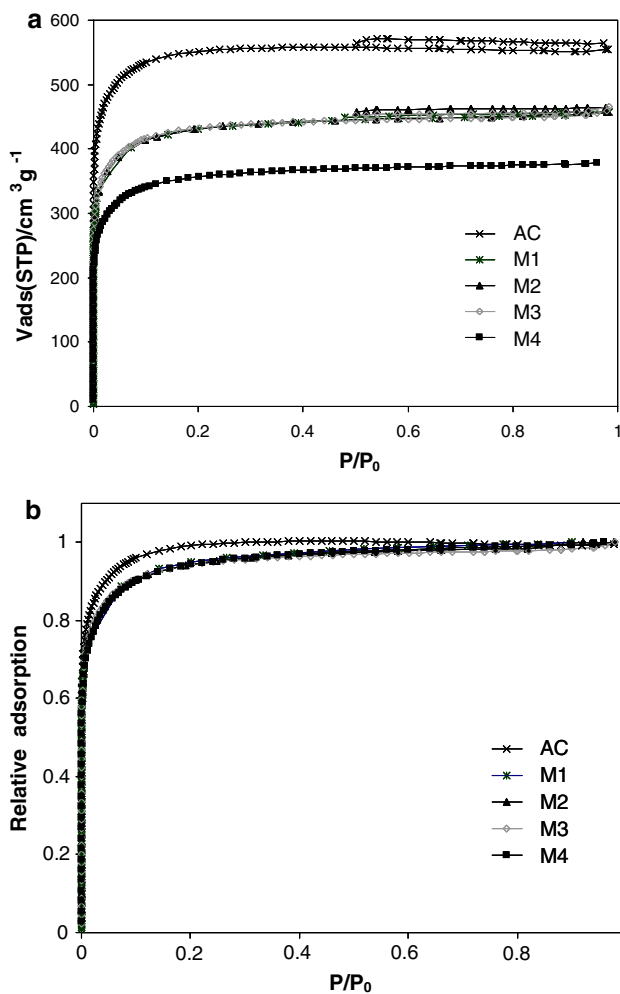 a
600
500
400
300
200
100
0
Vads(STP)/cm³g⁻¹
AC
M1
M2
M3
M4
0 0.2 0.4 0.6 0.8 1
P/P₀
b
1
0.8
0.6
0.4
0.2
0
Relative adsorption
AC
M1
M2
M3
M4
0 0.2 0.4 0.6 0.8
P/P₀